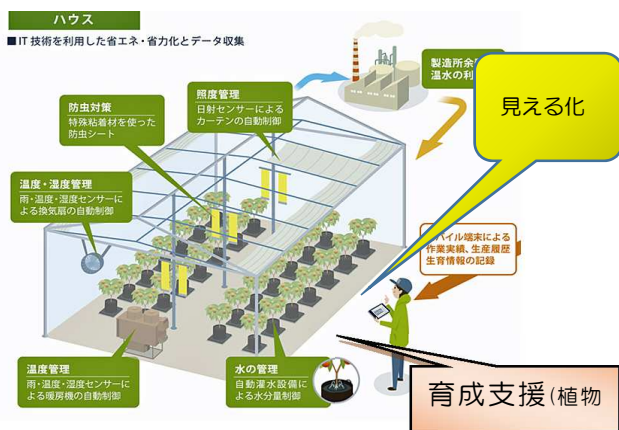 ハウス
■IT技術を利用した省エネ・省力化とデータ収集
製造所余
温水の利
見える化
照度管理
日射センサーによる
カーテンの自動制御
防虫対策
特殊粘着材を使った
防虫シート
温度・湿度管理
雨・温度・湿度センサーに
よる換気扇の自動制御
バイル端末による
作業実績、生産履歴
生育情報の記録
温度管理
雨・温度・湿度センサーに
よる暖房機の自動制御
水の管理
自動灌水設備に
よる水分量制御
育成支援(植物